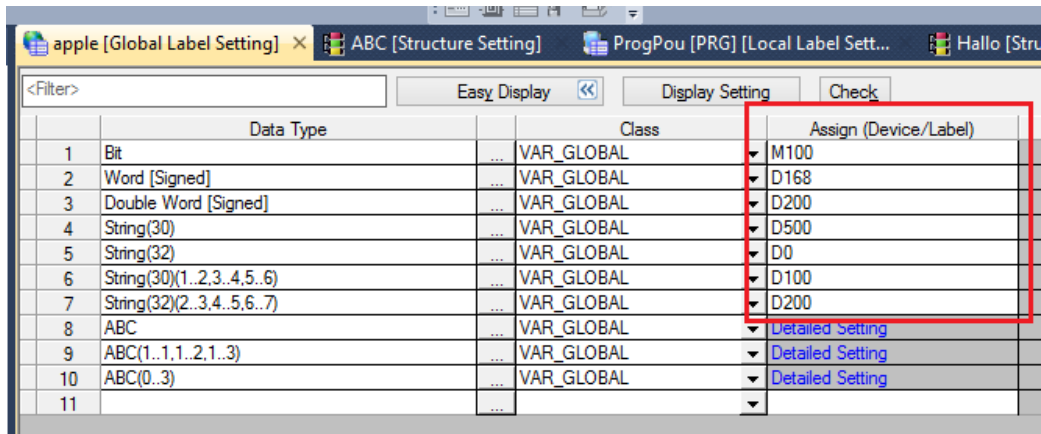 apple [Global Label Setting] × ABC [Structure Setting] ProgPou [PRG] [Local Label Sett... Hallo [Stru
<Filter> Easy Display Display Setting Check
Data Type Class Assign (Device/Label)
1 Bit ... VAR_GLOBAL M100
2 Word [Signed] ... VAR_GLOBAL D168
3 Double Word [Signed] ... VAR_GLOBAL D200
4 String(30) ... VAR_GLOBAL D500
5 String(32) ... VAR_GLOBAL D0
6 String(30)(1..2,3..4,5..6) ... VAR_GLOBAL D100
7 String(32)(2..3,4..5,6..7) ... VAR_GLOBAL D200
8 ABC ... VAR_GLOBAL Detailed Setting
9 ABC(1..1,1..2,1..3) ... VAR_GLOBAL Detailed Setting
10 ABC(0..3) ... VAR_GLOBAL Detailed Setting
11 ...